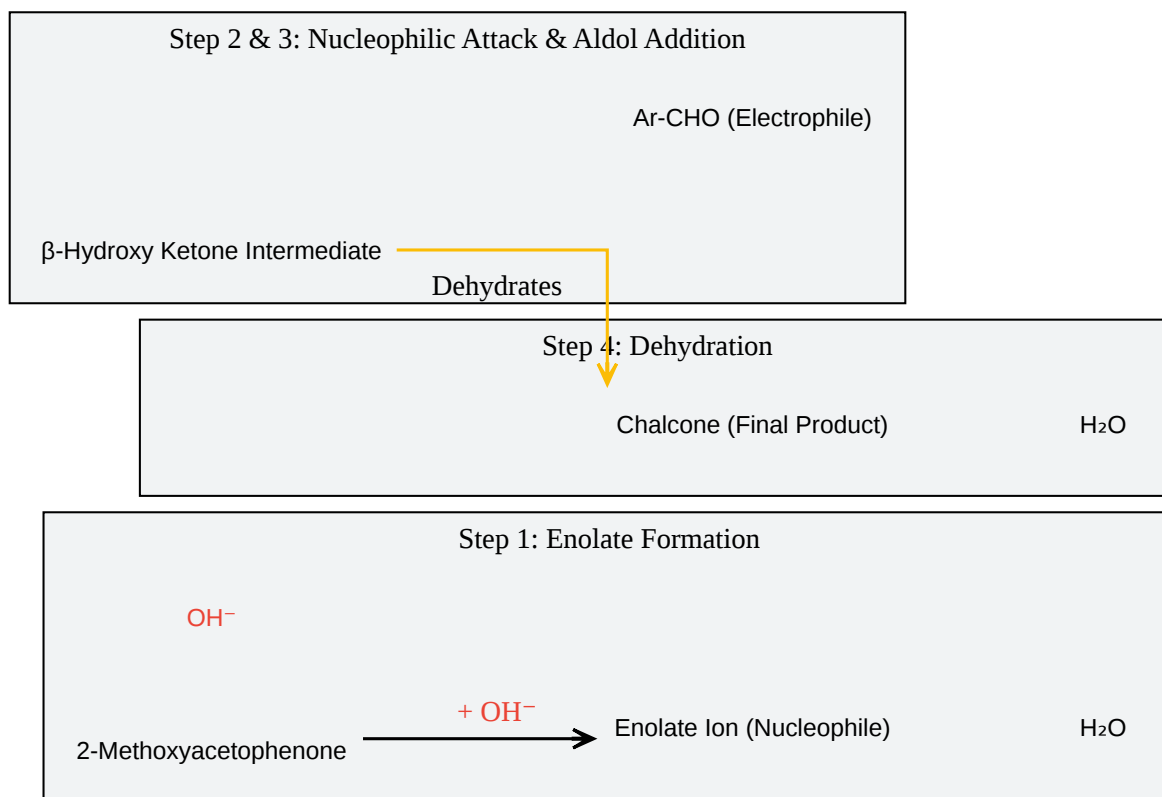 Step 2 & 3: Nucleophilic Attack & Aldol Addition
Ar-CHO (Electrophile)
β-Hydroxy Ketone Intermediate
Dehydrates
Step 4: Dehydration
Chalcone (Final Product)
H₂O
Step 1: Enolate Formation
OH⁻
+ OH⁻
2-Methoxyacetophenone
Enolate Ion (Nucleophile)
H₂O